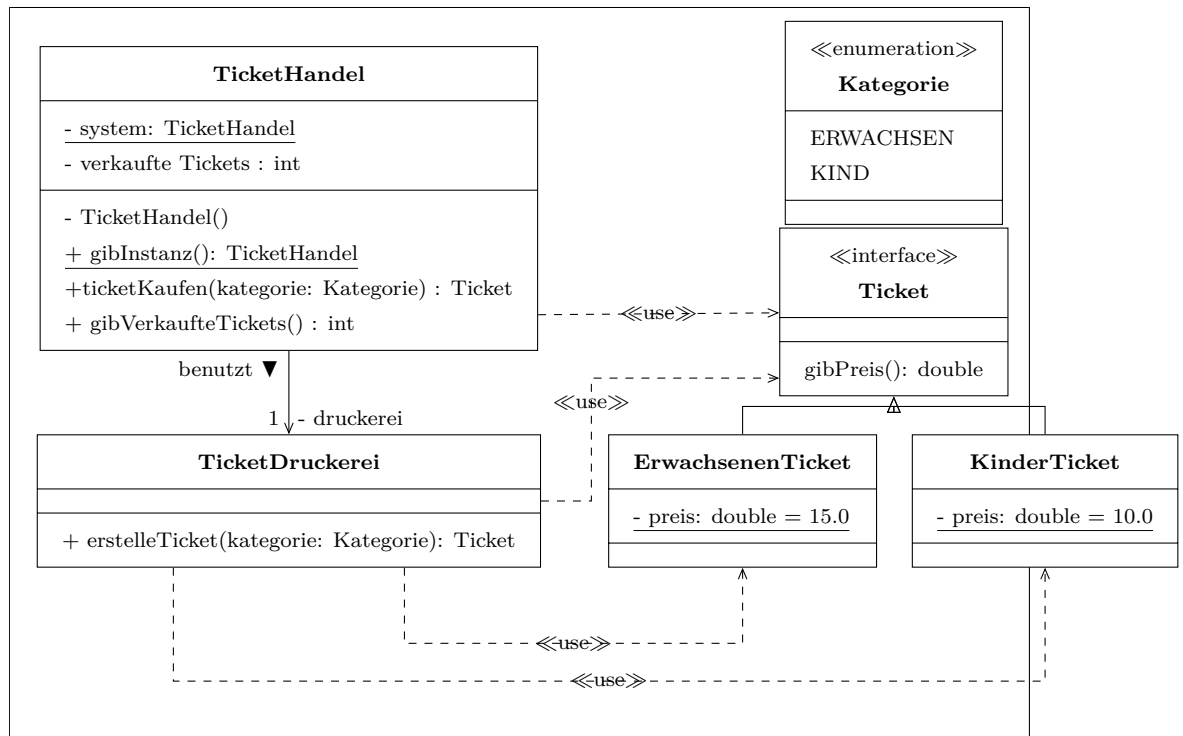 TicketHandel
- system: TicketHandel
- verkaufte Tickets : int
- TicketHandel()
+ gibInstanz(): TicketHandel
+ticketKaufen(kategorie: Kategorie) : Ticket
+ gibVerkaufteTickets() : int
≪enumeration≫
Kategorie
ERWACHSEN
KIND
≪interface≫
Ticket
gibPreis(): double
≪use≫
benutzt ▼
1
- druckerei
≪use≫
TicketDruckerei
+ erstelleTicket(kategorie: Kategorie): Ticket
ErwachsenenTicket
- preis: double = 15.0
KinderTicket
- preis: double = 10.0
≪use≫
≪use≫